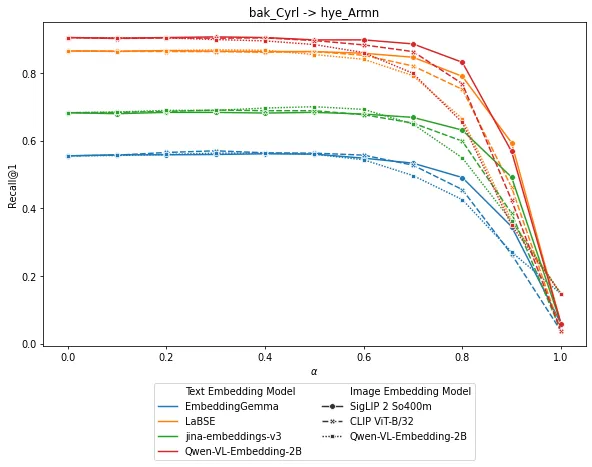 bak_Cyrl -> hye_Armn
Recall@1
0.8
0.6
0.4
0.2
0.0
0.0 0.2 0.4 0.6 0.8 1.0
α
Text Embedding Model Image Embedding Model
EmbeddingGemma SigLIP 2 So400m
LaBSE CLIP ViT-B/32
jina-embeddings-v3 Qwen-VL-Embedding-2B
Qwen-VL-Embedding-2B